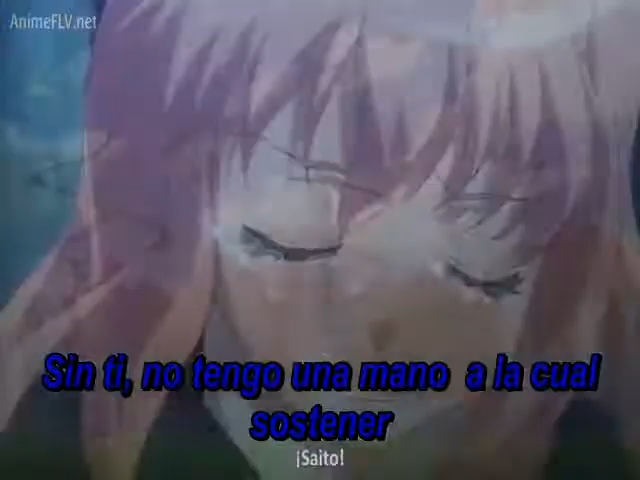 AnimeFLV.net
Sin ti, no tengo una mano a la cual
sostener
¡Saito!